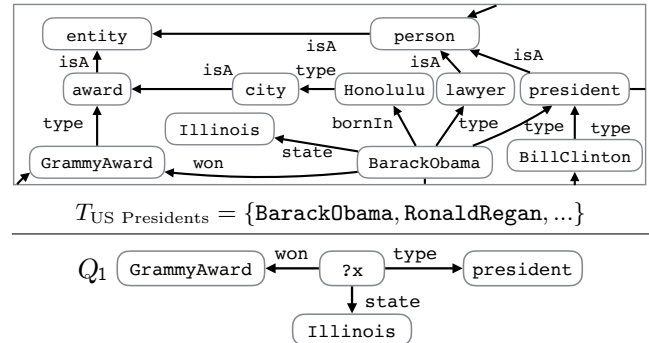 entity person
isA
isA isA isA
isA type
award city Honolulu lawyer president
type Illinois bornIn type type type
state
GrammyAward won BarackObama BillClinton
T_US Presidents = {BarackObama, RonaldRegan, ...}
Q1 GrammyAward won ?x type president
state
Illinois